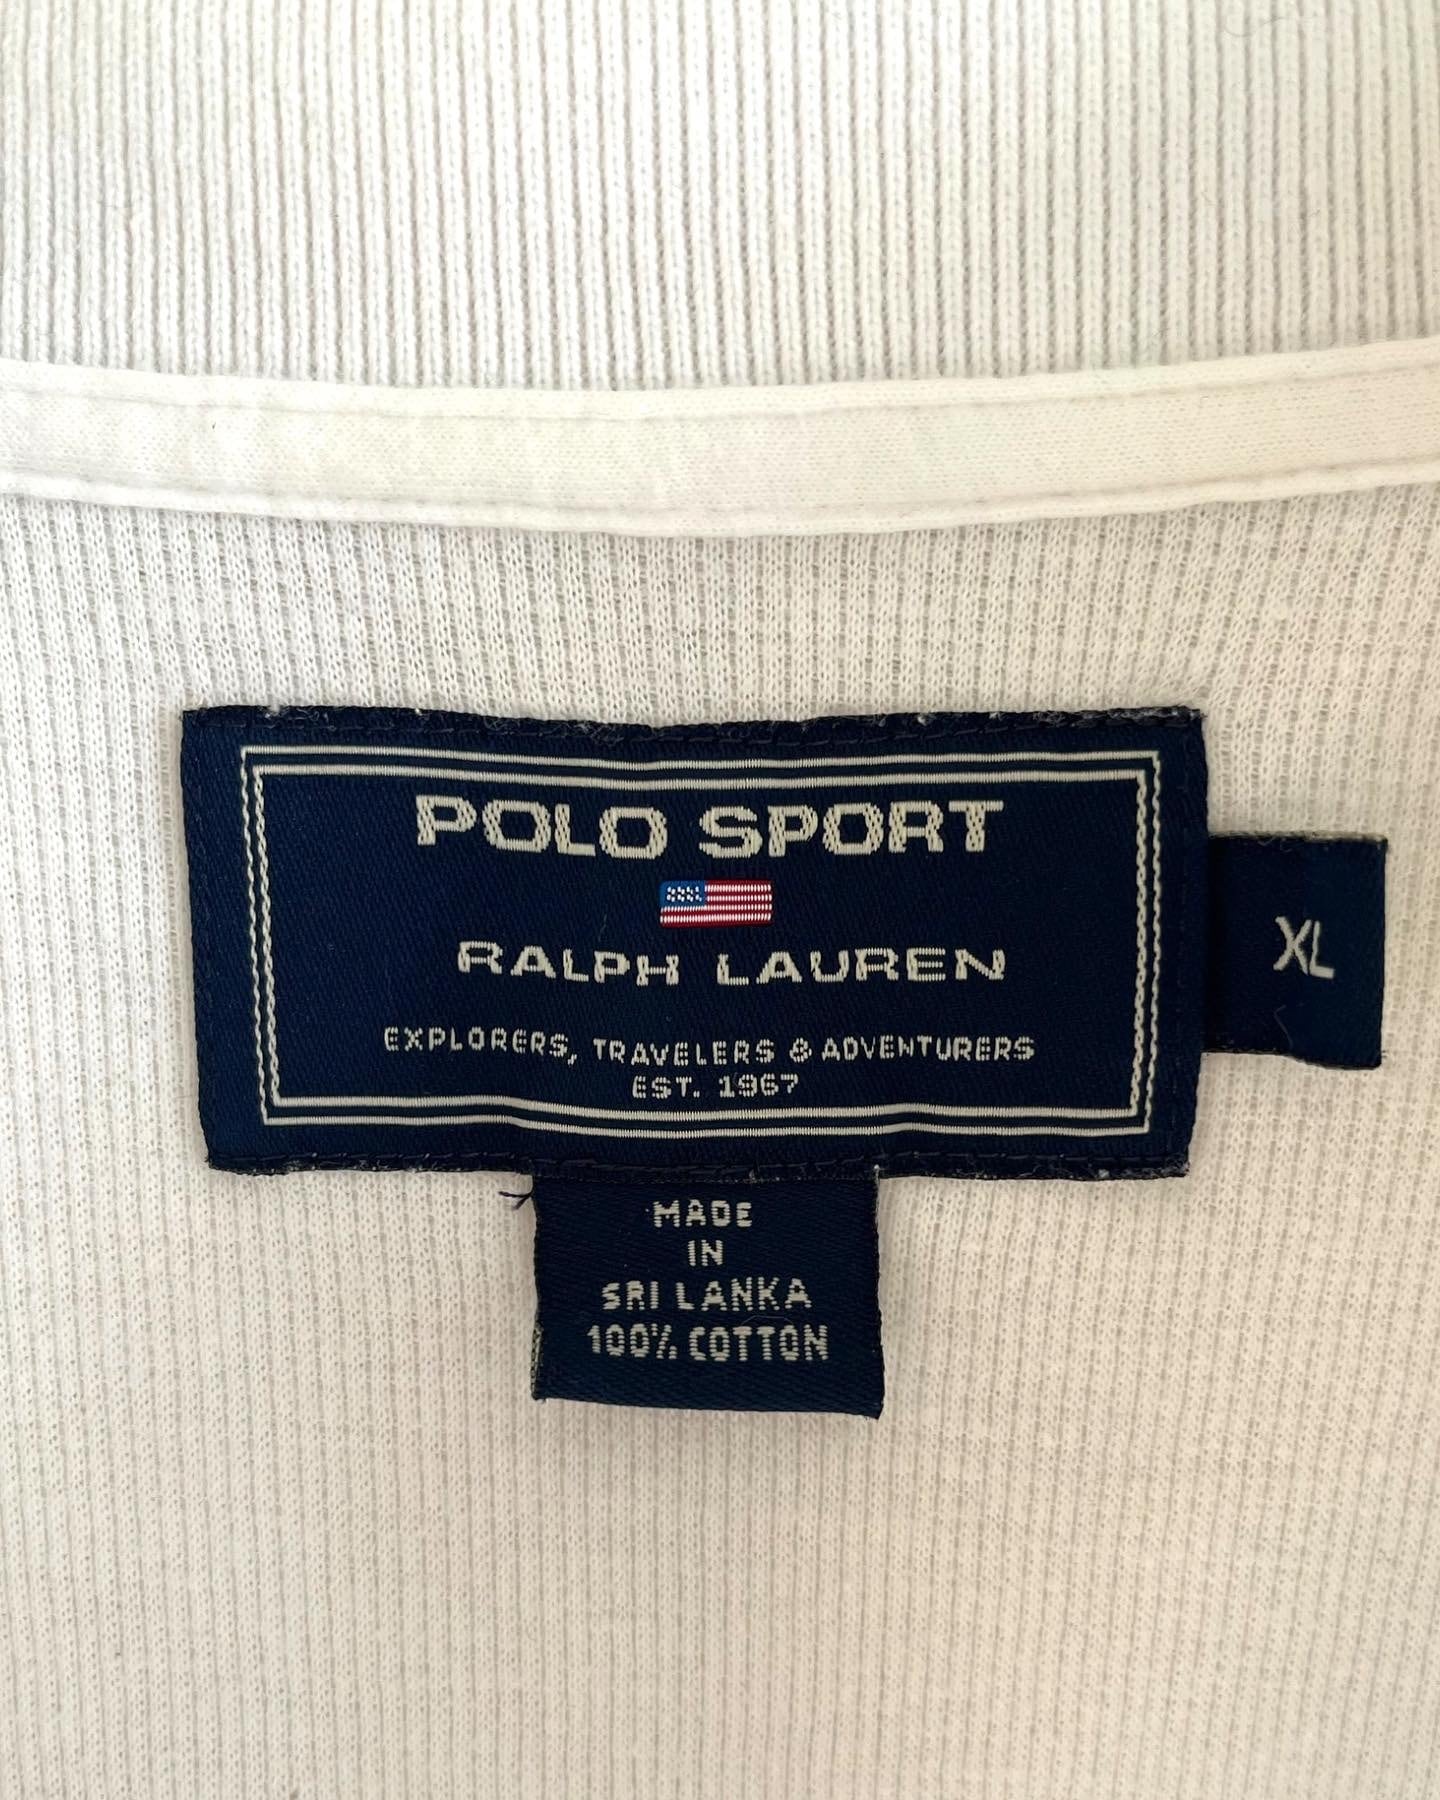 POLO SPORT
RALPH LAUREN
EXPLORERS, TRAVELERS & ADVENTURERS
EST. 1967
XL
MADE
IN
SRI LANKA
100% COTTON